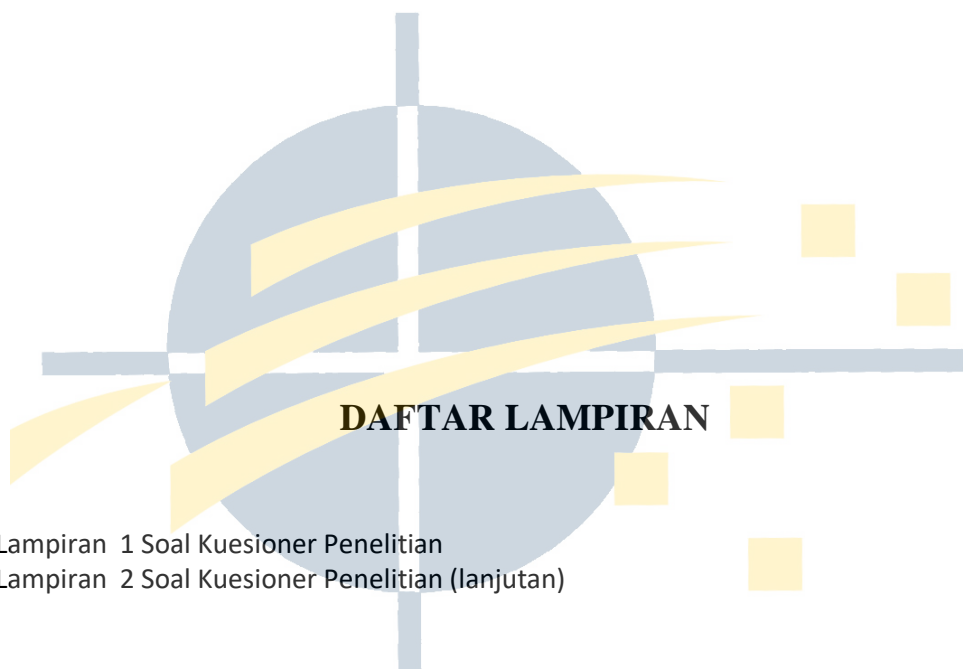 DAFTAR LAMPIRAN
Lampiran 1 Soal Kuesioner Penelitian
Lampiran 2 Soal Kuesioner Penelitian (lanjutan)